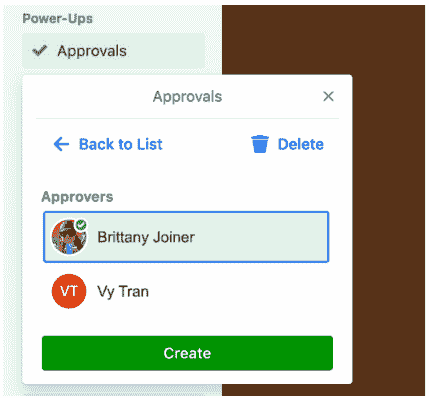 Power-Ups
Approvals
Approvals
Back to List Delete
Approvers
Brittany Joiner
VT Vy Tran
Create